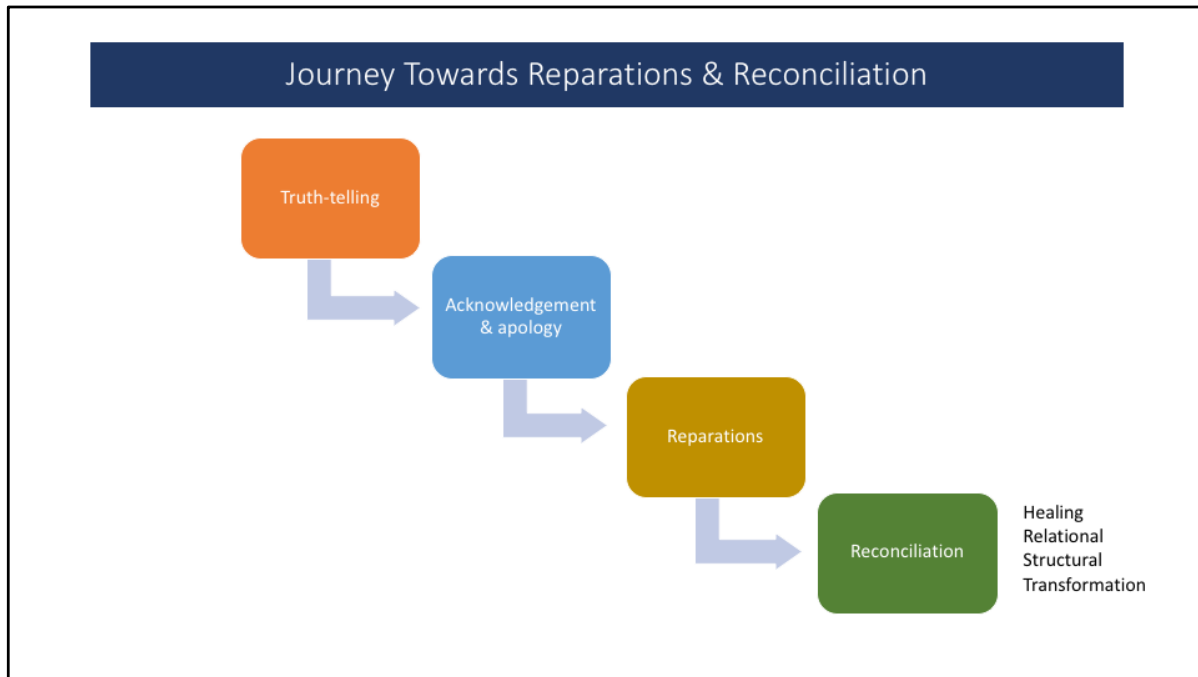 Journey Towards Reparations & Reconciliation
Truth-telling
Acknowledgement
& apology
Reparations
Reconciliation
Healing
Relational
Structural
Transformation